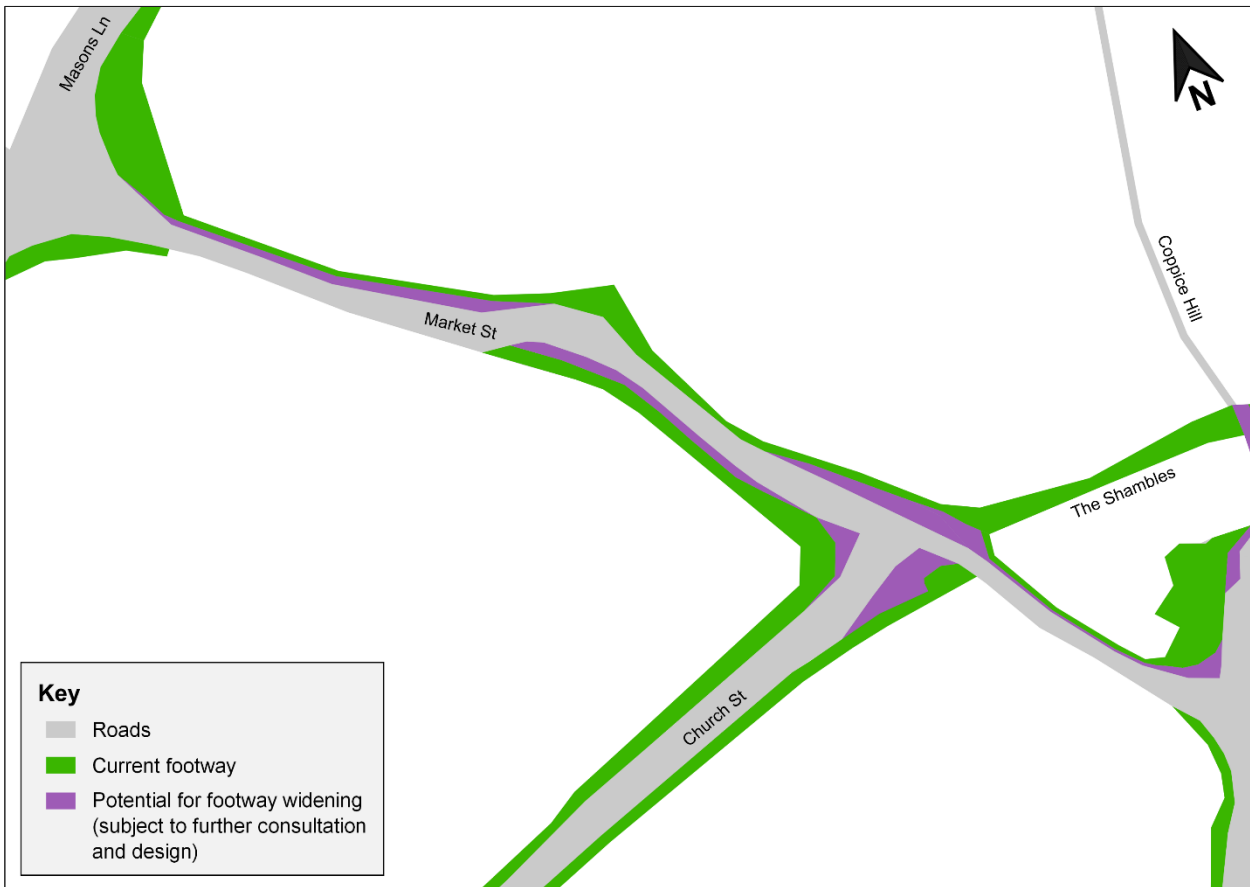 Masons Ln
N
Coppice Hill
Market St
The Shambles
Church St
Key
Roads
Current footway
Potential for footway widening
(subject to further consultation
and design)